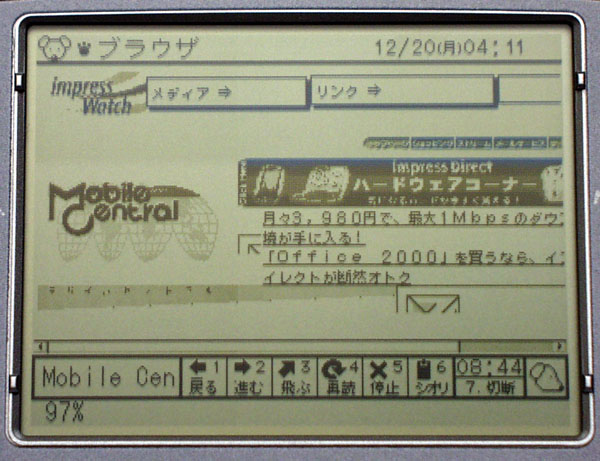 ブラウザ 12/20(月)04:11
impress Watch
メディア ⇒ リンク ⇒
impress Direct
ハードウェアコーナー
Mobile Central
月々3,980円で、最大1Mbpsのダウ
境が手に入る!
「Office 2000」を買うなら、イン
イレクトが断然オトク
Mobile Cen
1 戻る 2 進む 3 飛ぶ 4 再読 5 停止 6 シオリ 08:44 7.切断
97%